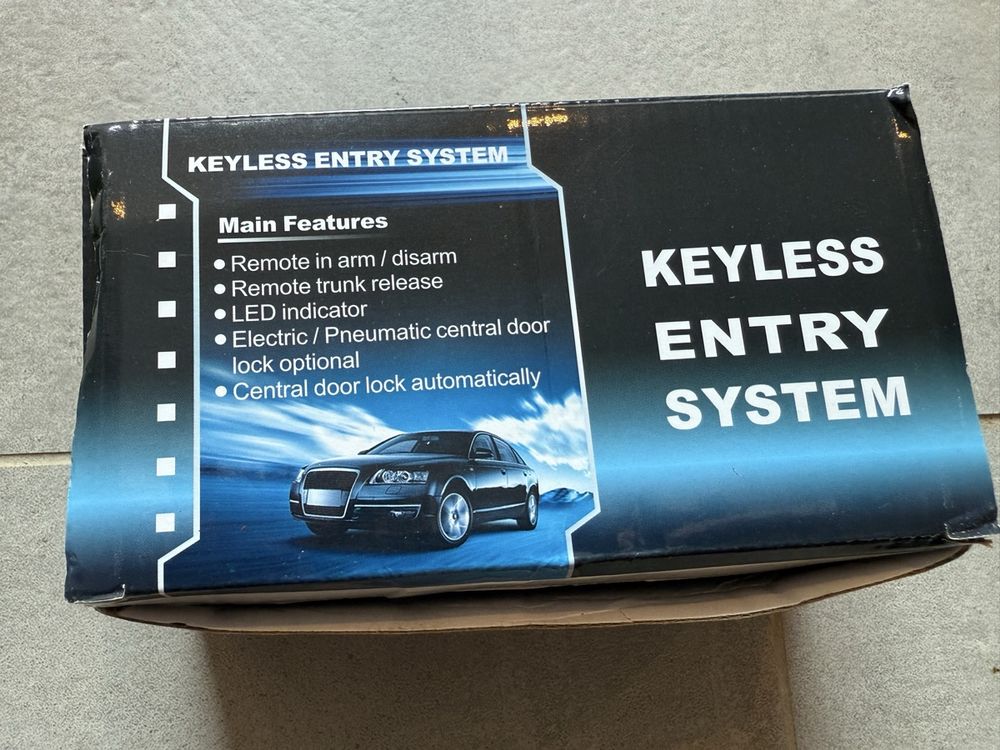 KEYLESS ENTRY SYSTEM
Main Features
● Remote in arm / disarm
● Remote trunk release
● LED indicator
● Electric / Pneumatic central door
lock optional
● Central door lock automatically
KEYLESS
ENTRY
SYSTEM